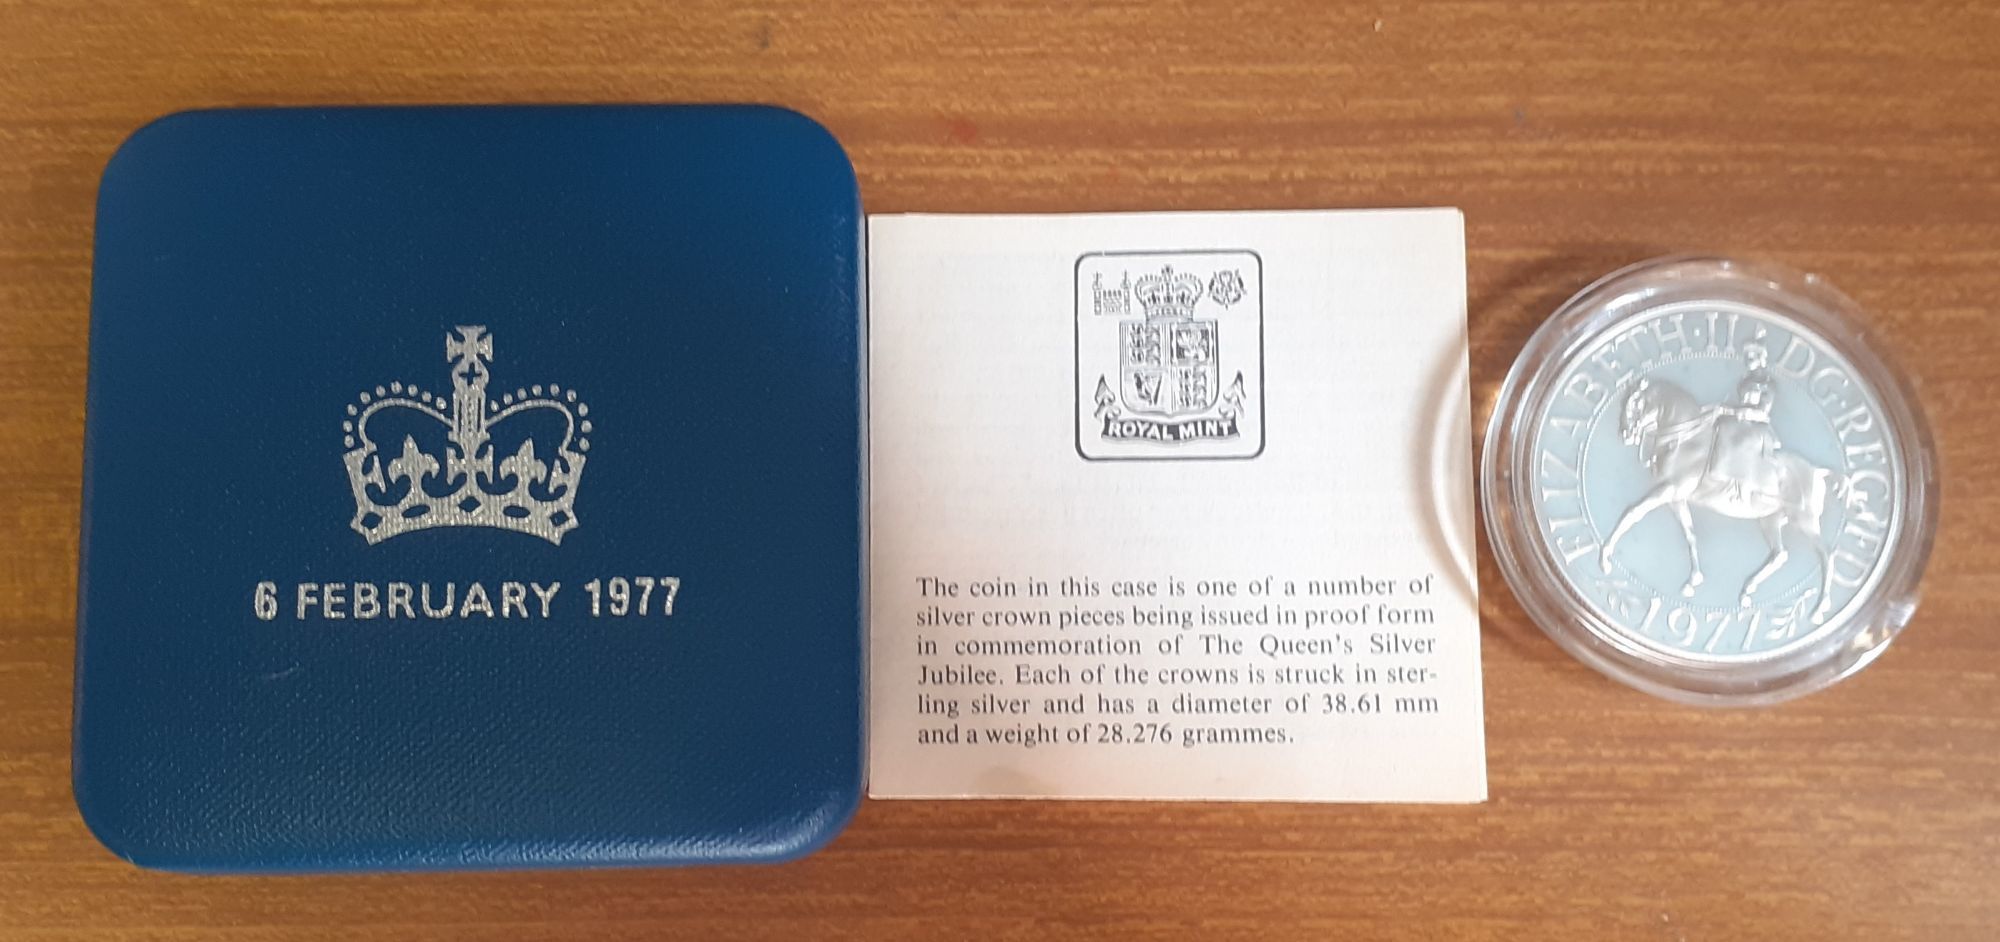 6 FEBRUARY 1977
ROYAL MINT
The coin in this case is one of a number of
silver crown pieces being issued in proof form
in commemoration of The Queen's Silver
Jubilee. Each of the crowns is struck in ster-
ling silver and has a diameter of 38.61 mm
and a weight of 28.276 grammes.
ELIZABETH·II DG·REG FD
1977